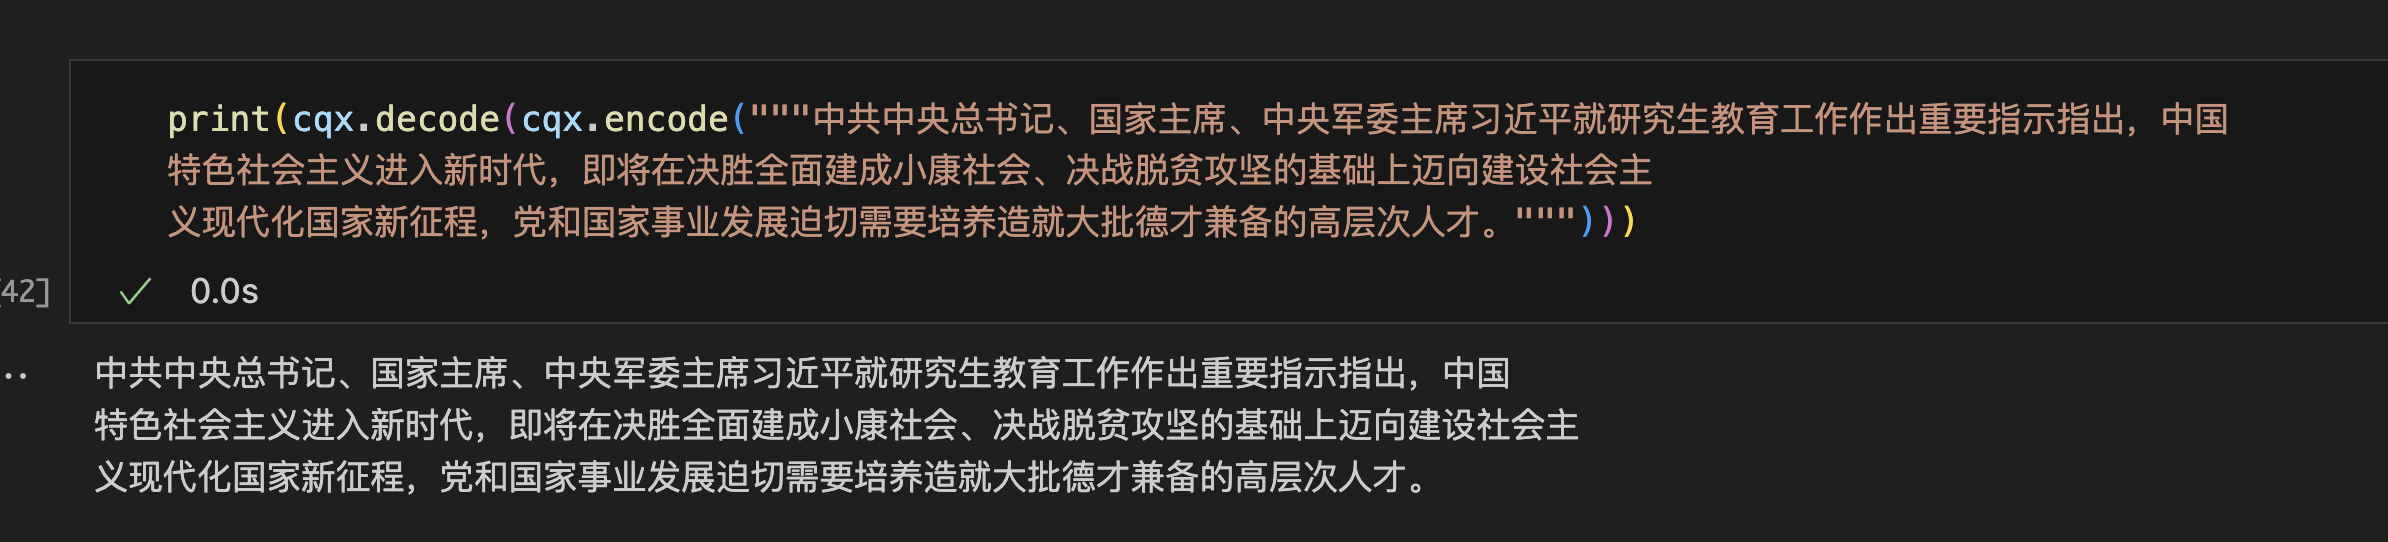 print(cqx.decode(cqx.encode("""中共中央总书记、国家主席、中央军委主席习近平就研究生教育工作作出重要指示指出，中国
特色社会主义进入新时代，即将在决胜全面建成小康社会、决战脱贫攻坚的基础上迈向建设社会主
义现代化国家新征程，党和国家事业发展迫切需要培养造就大批德才兼备的高层次人才。""")))
42]
✓ 0.0s
中共中央总书记、国家主席、中央军委主席习近平就研究生教育工作作出重要指示指出，中国
特色社会主义进入新时代，即将在决胜全面建成小康社会、决战脱贫攻坚的基础上迈向建设社会主
义现代化国家新征程，党和国家事业发展迫切需要培养造就大批德才兼备的高层次人才。